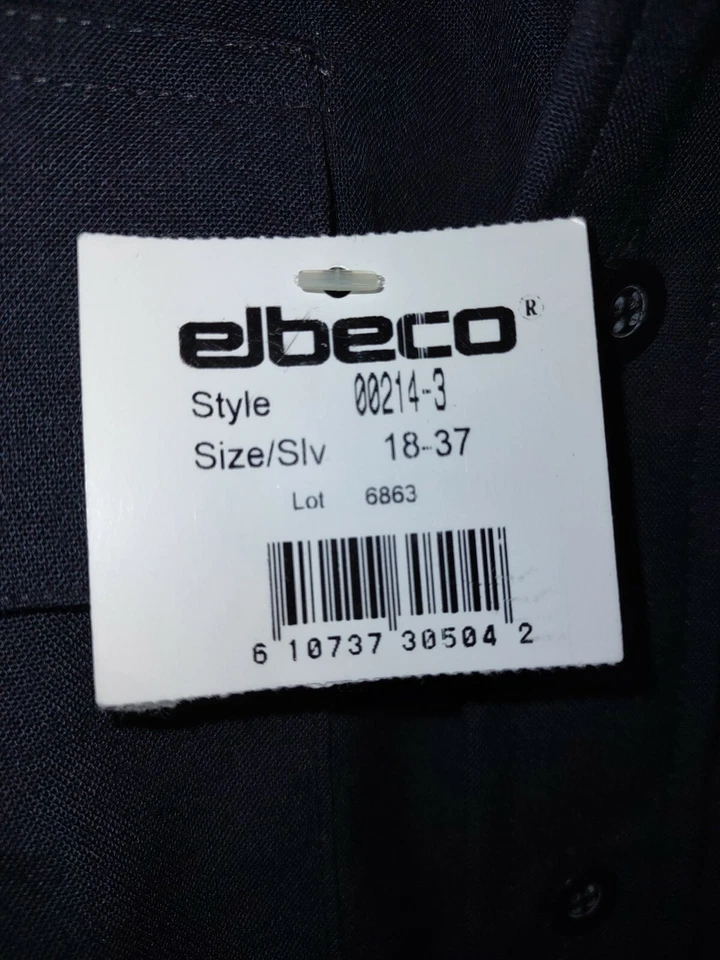 elbeco®
Style 00214-3
Size/Slv 18-37
Lot 6863
6 10737 30504 2